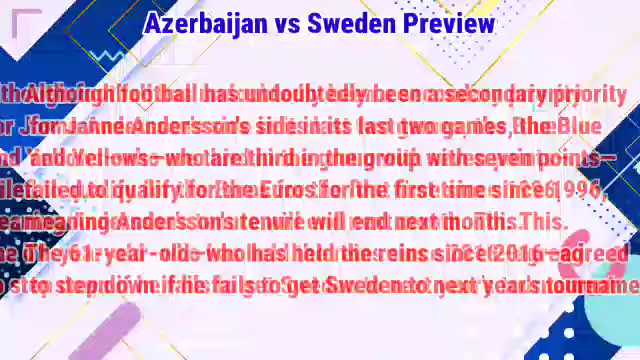 Azerbaijan vs Sweden Preview
Although football has undoubtedly been a secondary priority
for Janne Andersson's side in its last two games, the Blue
and Yellows—who are third in the group with seven points—
failed to qualify for the Euros for the first time since 1996,
meaning Andersson's tenure will end next month. This.
The 61-year-old—who has held the reins since 2016—agreed
to step down if he fails to get Sweden to next year's